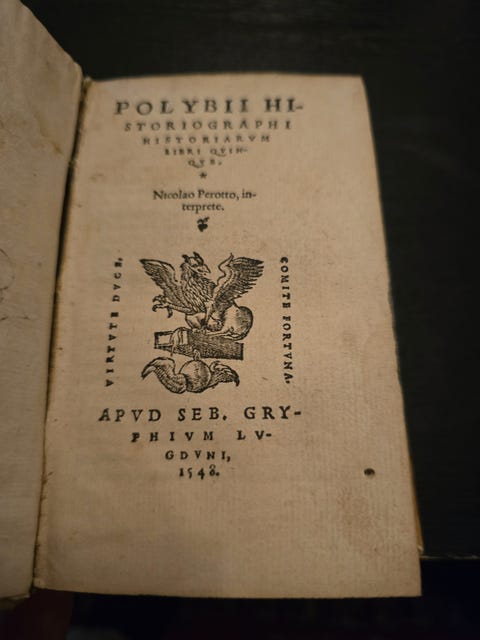 POLYBII HI-
STORIOGRAPHI
HISTORIARVM
LIBRI QVIN-
QVE.
*
Nicolao Perotto, in-
terprete.
❦
VIRTVTE DVCE,
COMITE FORTVNA.
APVD SEB. GRY-
PHIVM LV-
GDVNI,
1548.